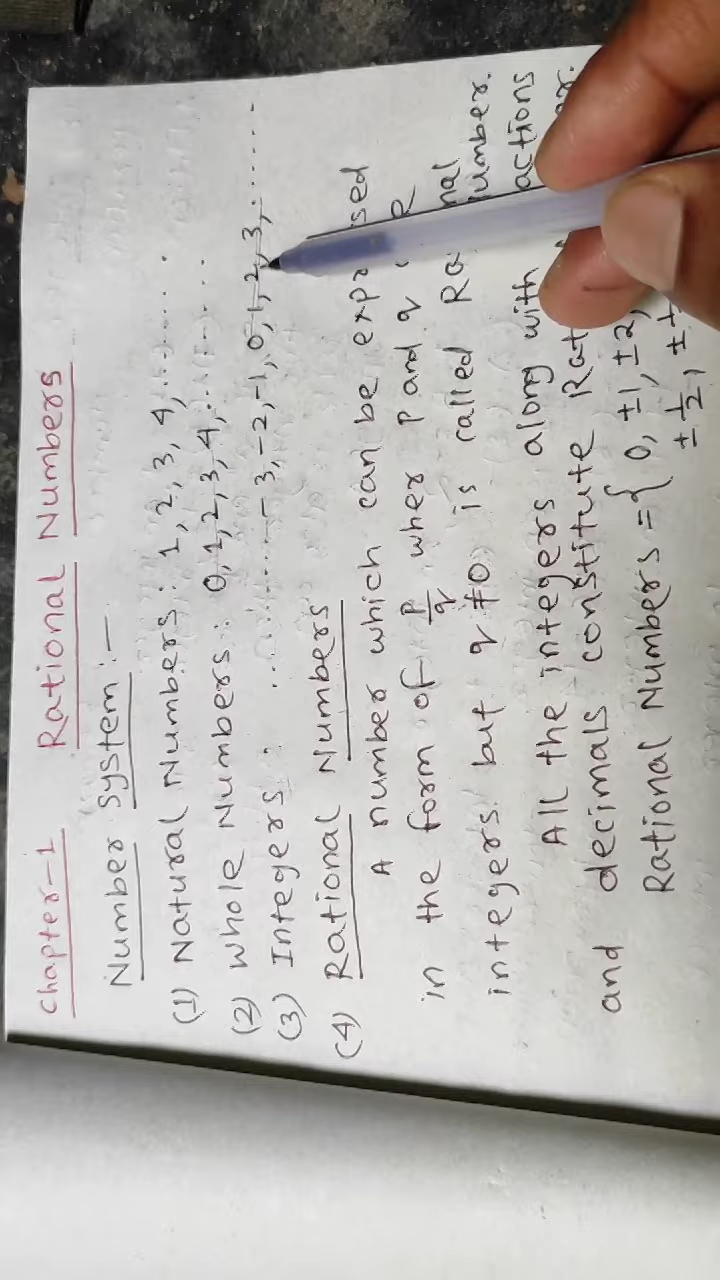 Chapter-1 Rational Numbers
Number System:-
(1) Natural Numbers : 1, 2, 3, 4, ........
(2) Whole Numbers : 0, 1, 2, 3, 4, ........
(3) Integers : ........ -3, -2, -1, 0, 1, 2, 3, ........
(4) Rational Numbers
A number which can be
in the form of p/q wher P and q
integers but q ≠ 0 is called
All the integers along with
and decimals constitute
Rational Numbers = { 0, ±1, ±2,
± 1/2, ±